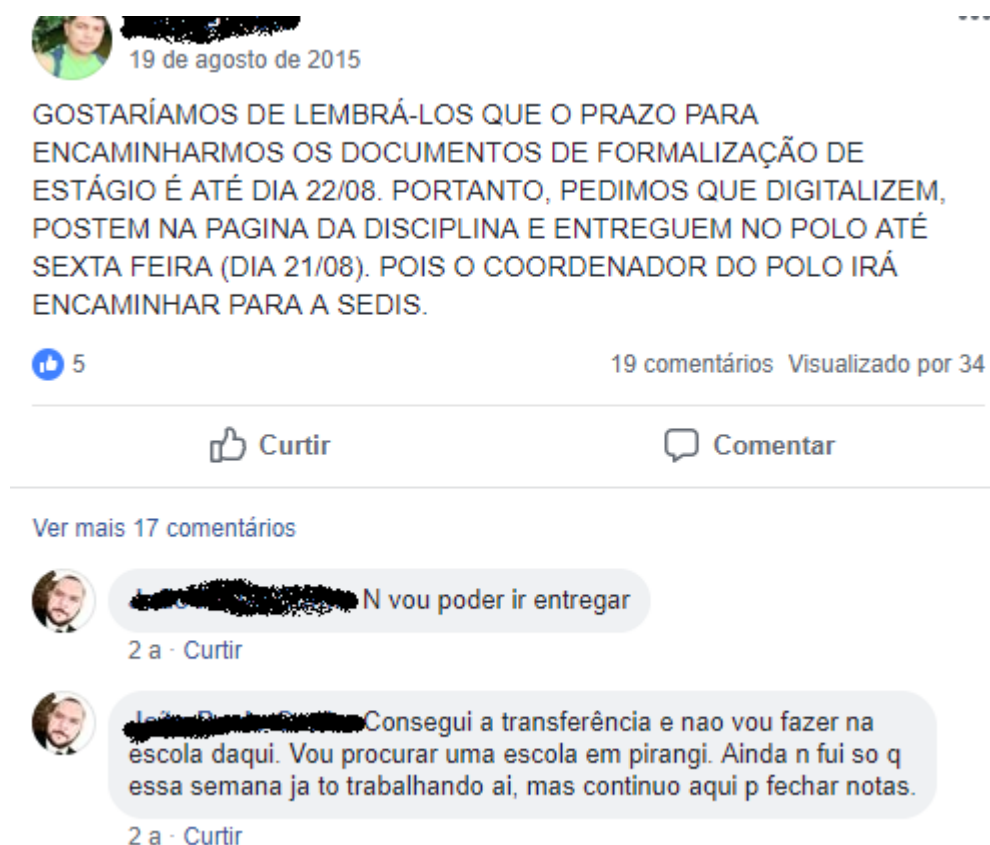 19 de agosto de 2015
GOSTARÍAMOS DE LEMBRÁ-LOS QUE O PRAZO PARA
ENCAMINHARMOS OS DOCUMENTOS DE FORMALIZAÇÃO DE
ESTÁGIO É ATÉ DIA 22/08. PORTANTO, PEDIMOS QUE DIGITALIZEM,
POSTEM NA PAGINA DA DISCIPLINA E ENTREGUEM NO POLO ATÉ
SEXTA FEIRA (DIA 21/08). POIS O COORDENADOR DO POLO IRÁ
ENCAMINHAR PARA A SEDIS.
5 19 comentários Visualizado por 34
Curtir Comentar
Ver mais 17 comentários
N vou poder ir entregar
2 a · Curtir
Consegui a transferência e nao vou fazer na
escola daqui. Vou procurar uma escola em pirangi. Ainda n fui so q
essa semana ja to trabalhando ai, mas continuo aqui p fechar notas.
2 a · Curtir